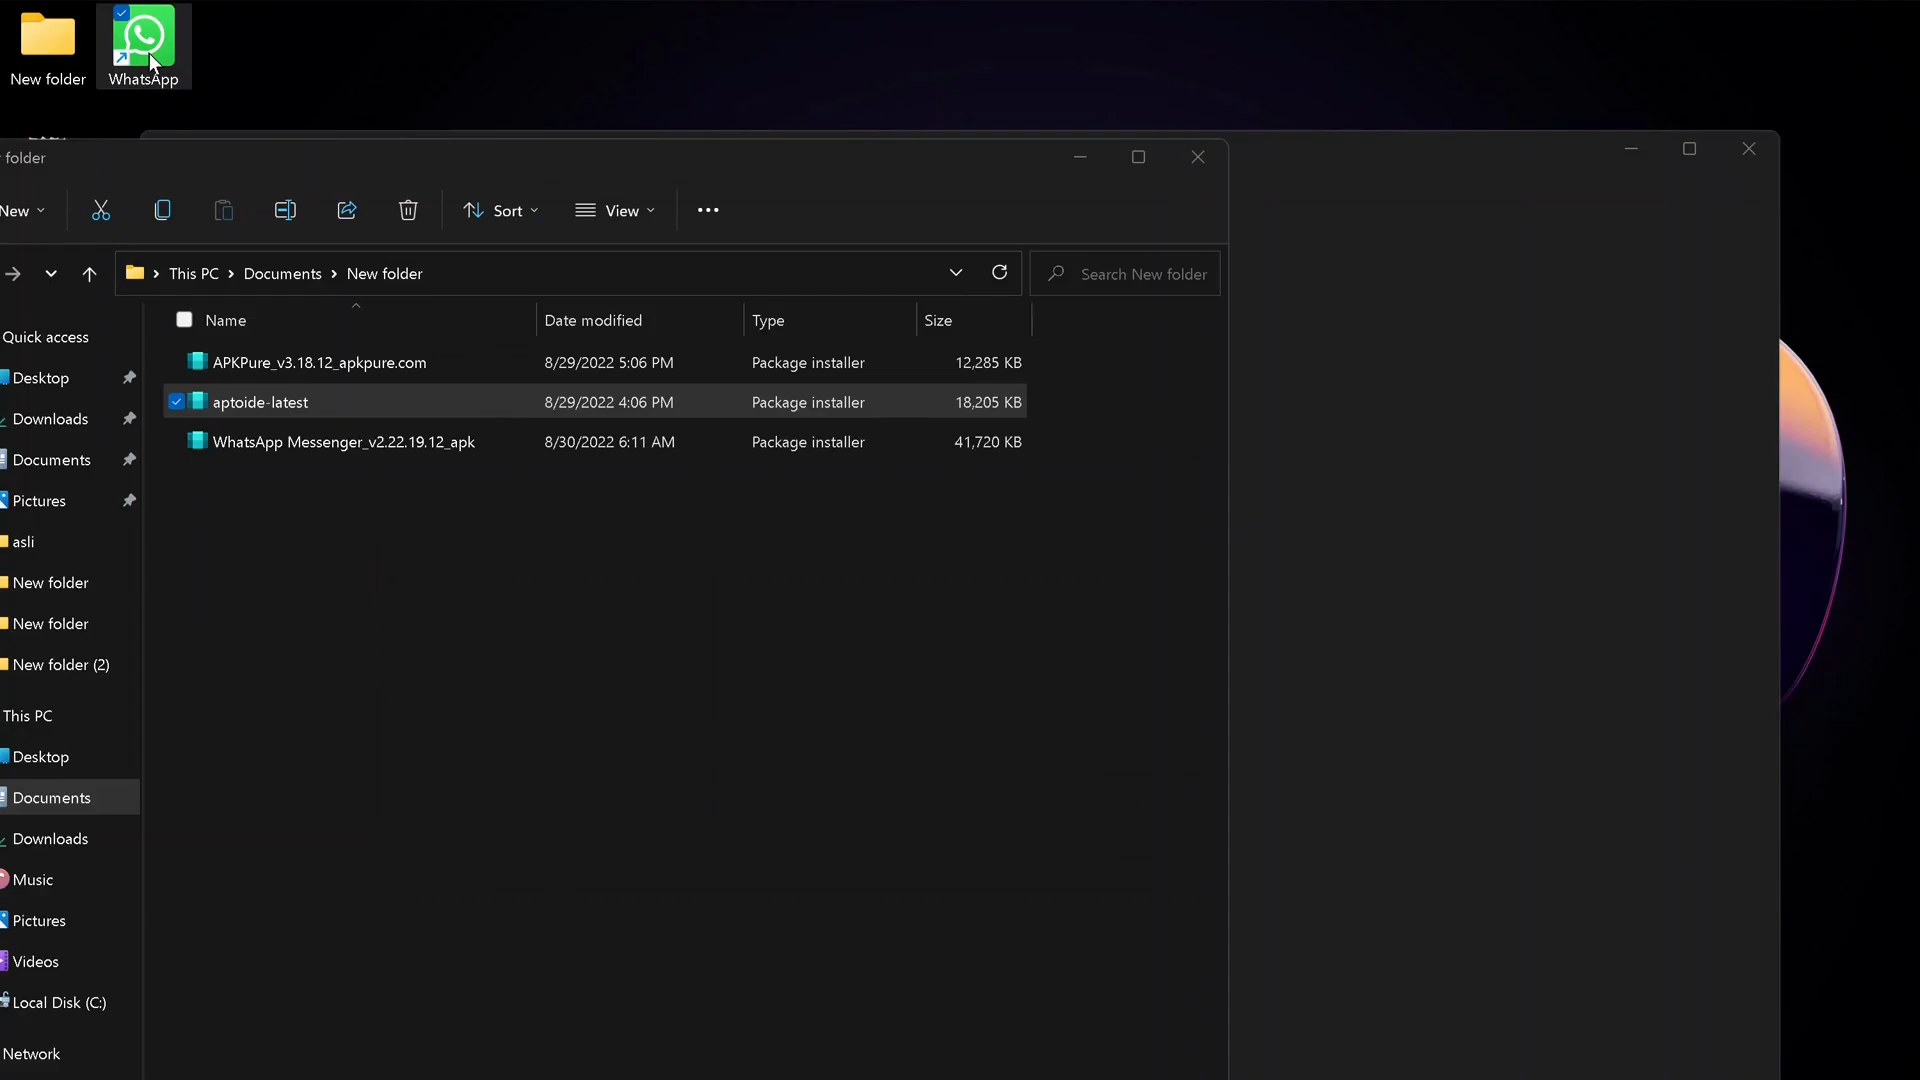 New folder
WhatsApp
folder
New
Sort
View
This PC
Documents
New folder
Search New folder
Name
Date modified
Type
Size
APKPure_v3.18.12_apkpure.com
8/29/2022 5:06 PM
Package installer
12,285 KB
aptoide-latest
8/29/2022 4:06 PM
Package installer
18,205 KB
WhatsApp Messenger_v2.22.19.12_apk
8/30/2022 6:11 AM
Package installer
41,720 KB
Quick access
Desktop
Downloads
Documents
Pictures
asli
New folder
New folder
New folder (2)
This PC
Desktop
Documents
Downloads
Music
Pictures
Videos
Local Disk (C:)
Network